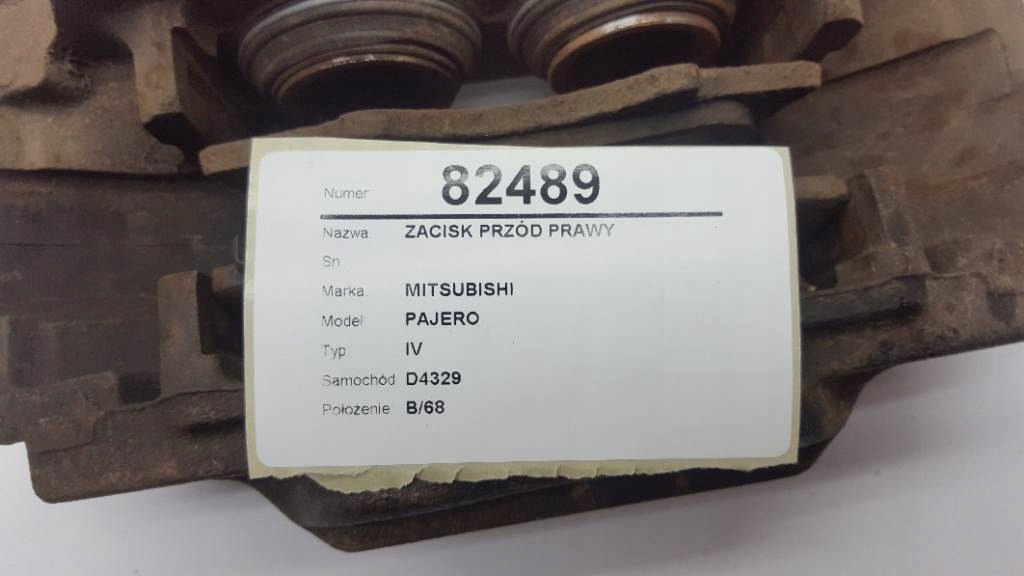 Numer 82489
Nazwa: ZACISK PRZÓD PRAWY
Sn
Marka: MITSUBISHI
Model: PAJERO
Typ: IV
Samochód D4329
Położenie: B/68